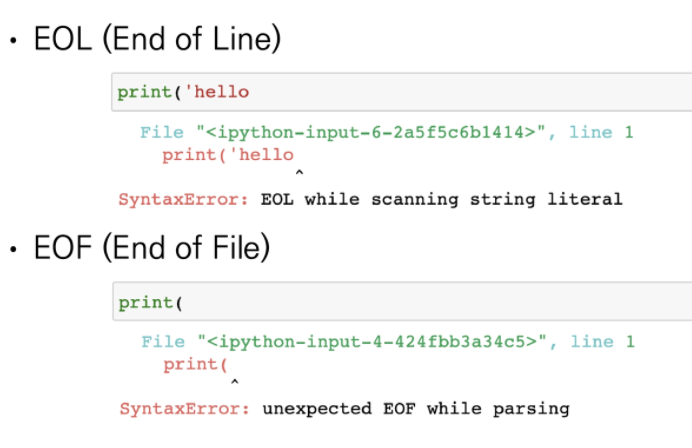 • EOL (End of Line)
print('hello
File "<ipython-input-6-2a5f5c6b1414>", line 1
print('hello
^
SyntaxError: EOL while scanning string literal
• EOF (End of File)
print(
File "<ipython-input-4-424fbb3a34c5>", line 1
print(
^
SyntaxError: unexpected EOF while parsing